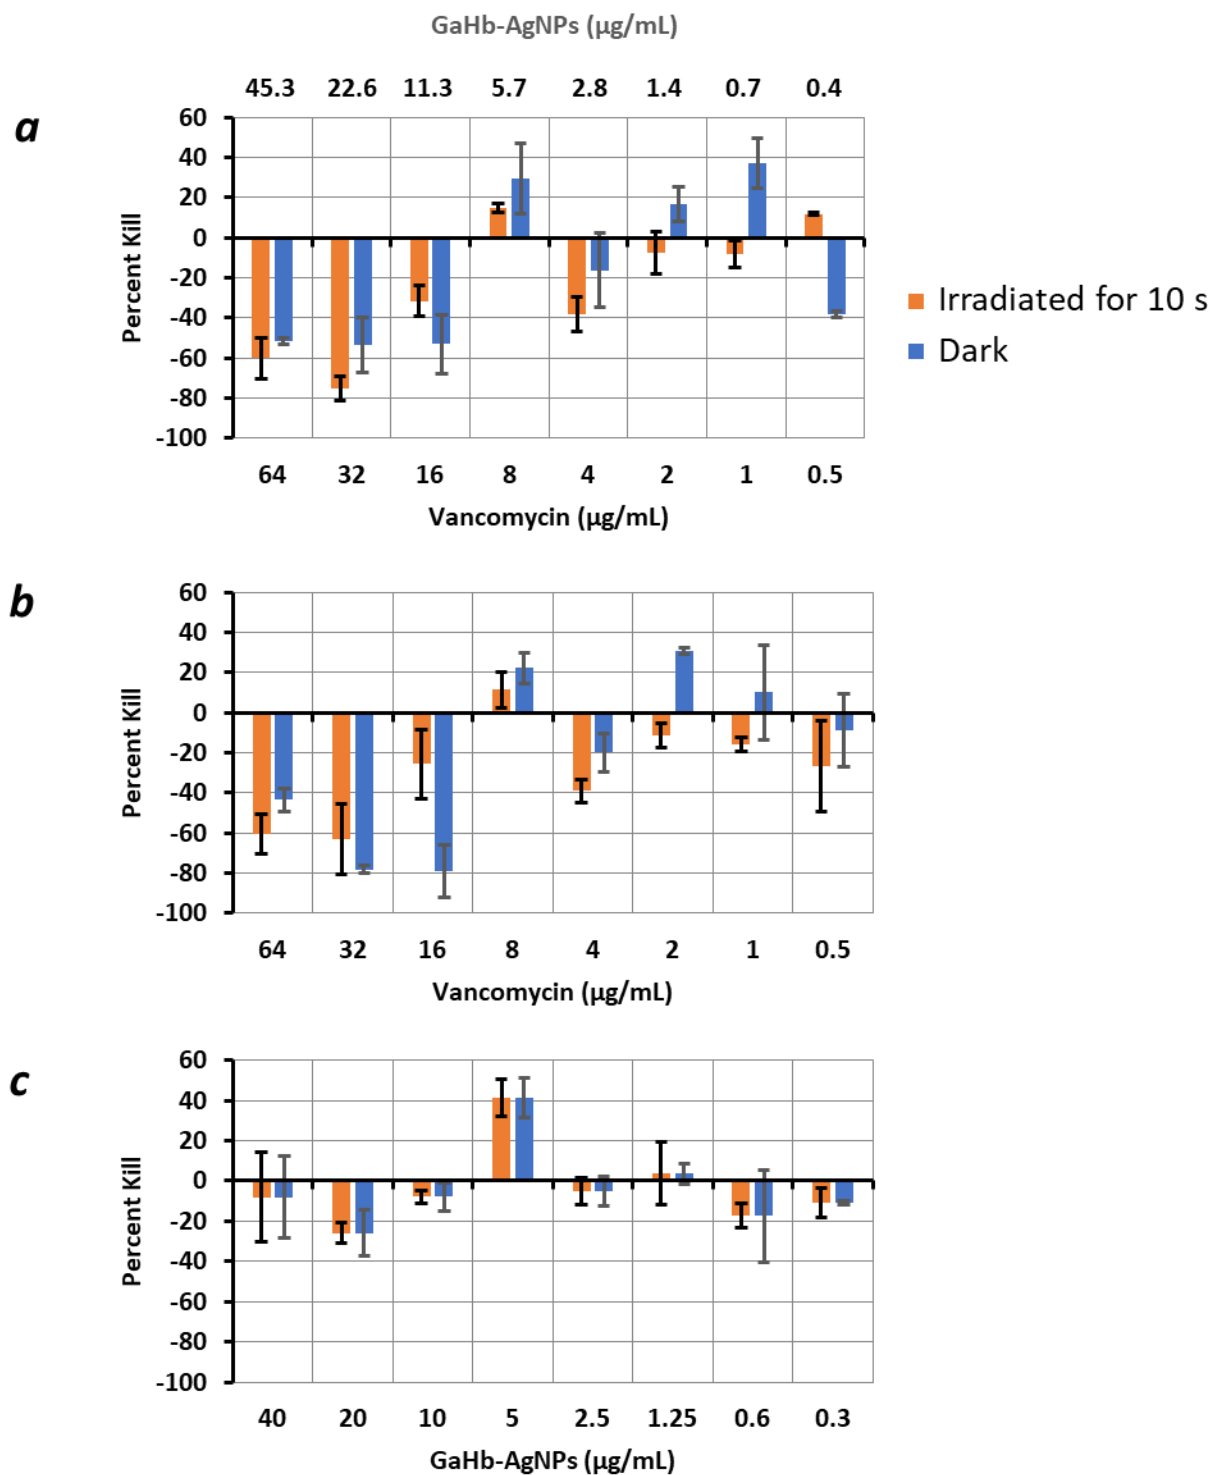 GaHb-AgNPs (µg/mL)
45.3 22.6 11.3 5.7 2.8 1.4 0.7 0.4
a
60
40
20
0
-20
-40
-60
-80
-100
Percent Kill
64 32 16 8 4 2 1 0.5
Vancomycin (µg/mL)
Irradiated for 10 s
Dark
b
60
40
20
0
-20
-40
-60
-80
-100
Percent Kill
64 32 16 8 4 2 1 0.5
Vancomycin (µg/mL)
c
60
40
20
0
-20
-40
-60
-80
-100
Percent Kill
40 20 10 5 2.5 1.25 0.6 0.3
GaHb-AgNPs (µg/mL)